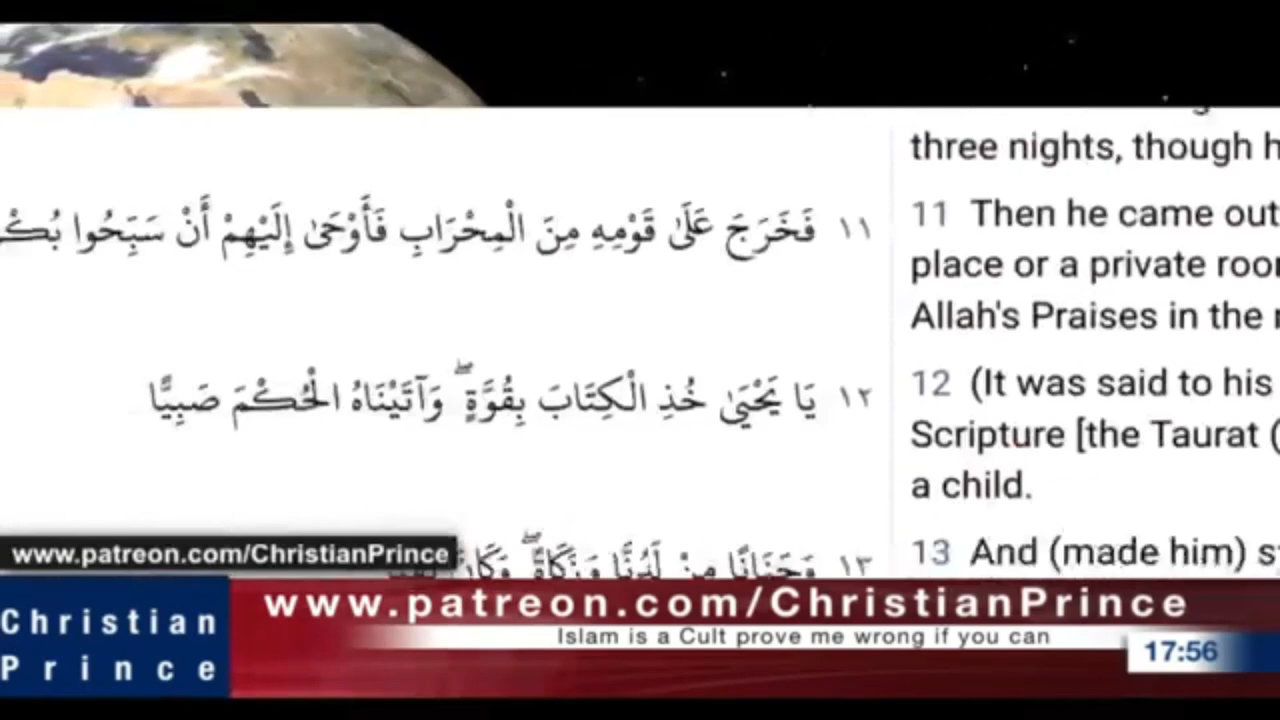 three nights, though h
١١ فَخَرَجَ عَلَىٰ قَوْمِهِ مِنَ الْمِحْرَابِ فَأَوْحَىٰ إِلَيْهِمْ أَنْ سَبِّحُوا
11 Then he came out
place or a private roo
Allah's Praises in the
١٢ يَا يَحْيَىٰ خُذِ الْكِتَابَ بِقُوَّةٍ ۖ وَآتَيْنَاهُ الْحُكْمَ صَبِيًّا
12 (It was said to his
Scripture [the Taurat (
a child.
١٣ وَحَنَانًا مِنْ لَدُنَّا وَزَكَاةً ۖ
13 And (made him) s
www.patreon.com/ChristianPrince
www.patreon.com/ChristianPrince
Islam is a Cult prove me wrong if you can
Christian
Prince
17:56